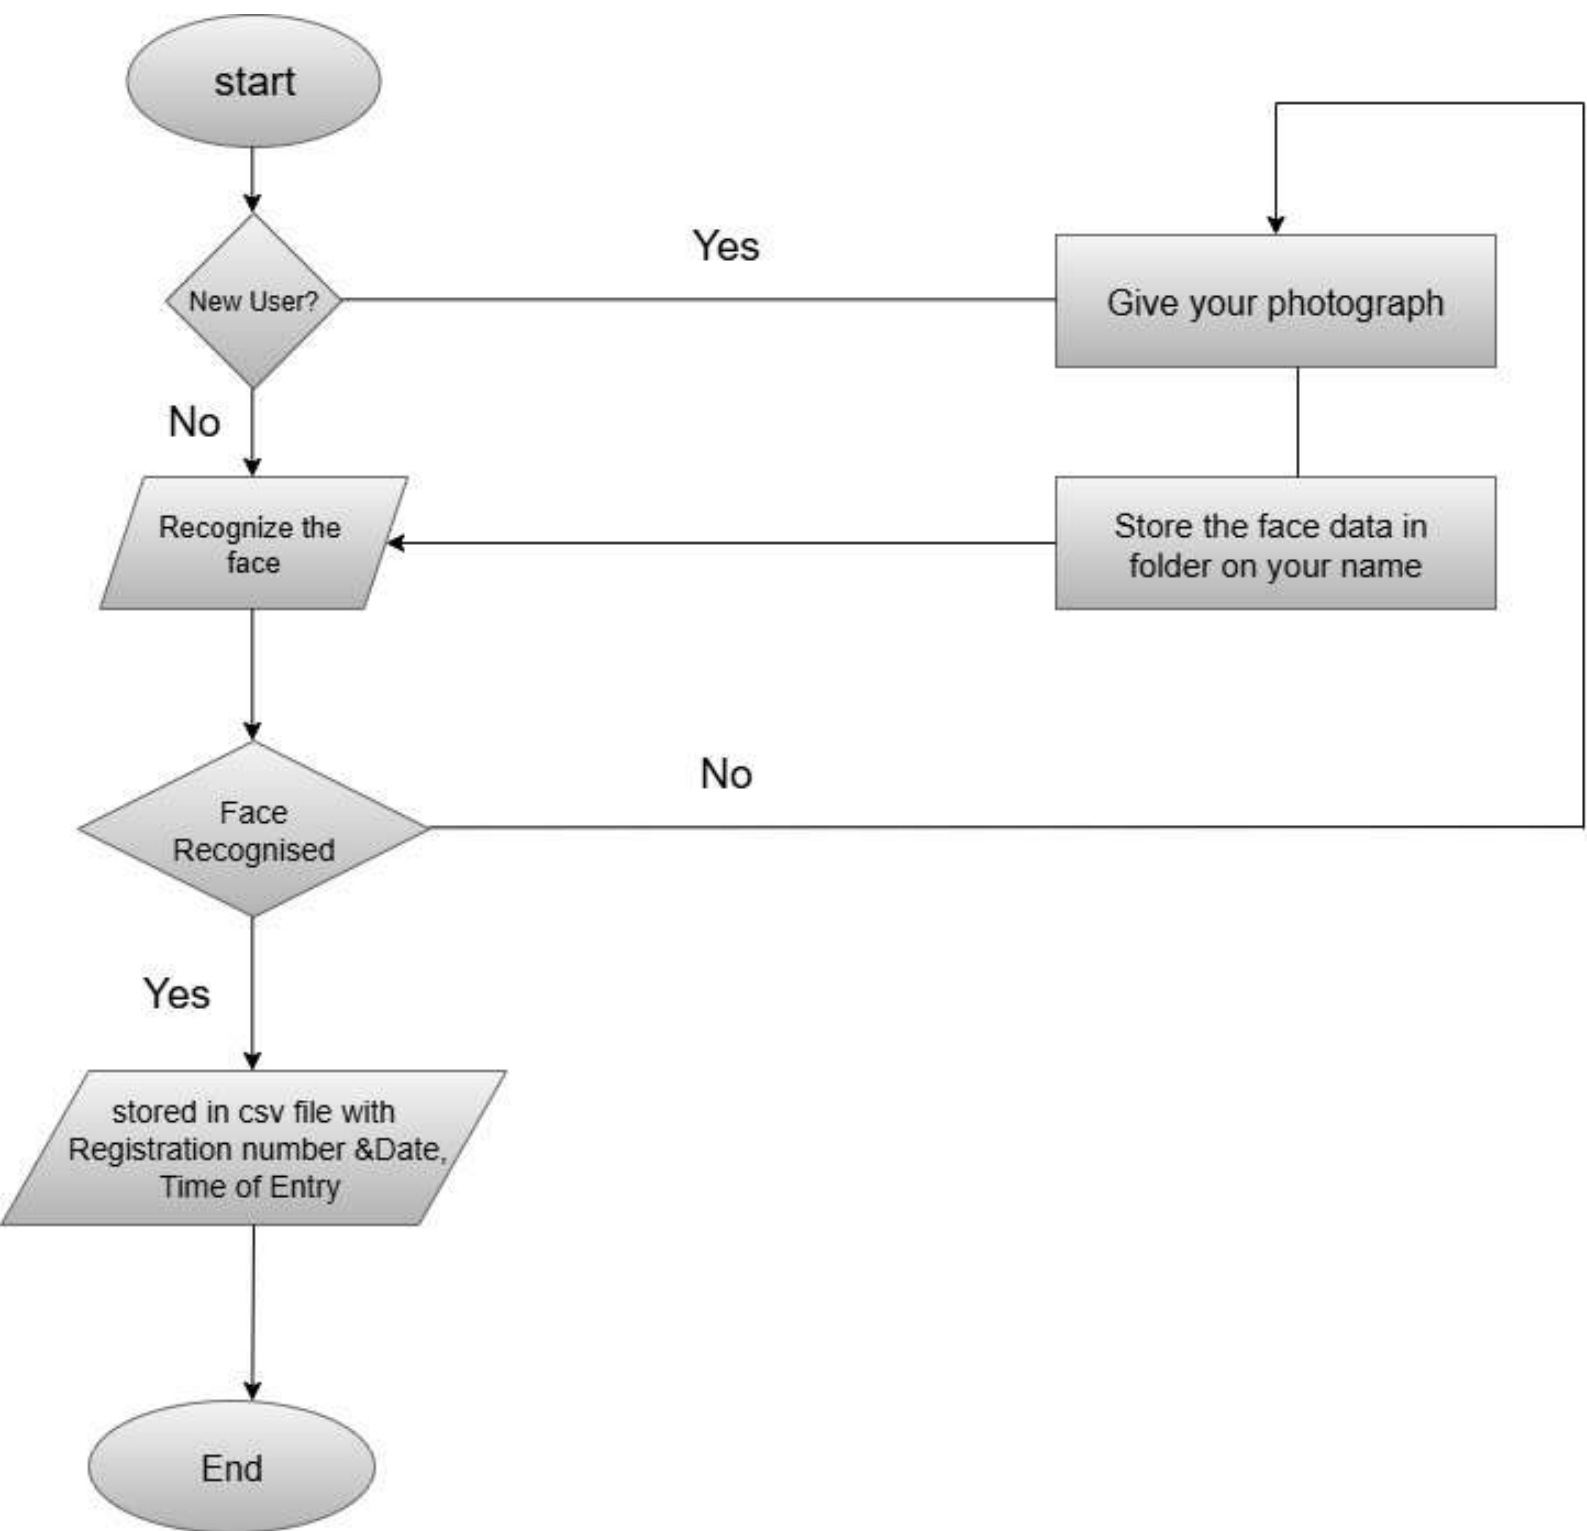 start
Yes
New User?
Give your photograph
No
Recognize the
face
Store the face data in
folder on your name
No
Face
Recognised
Yes
stored in csv file with
Registration number &Date,
Time of Entry
End